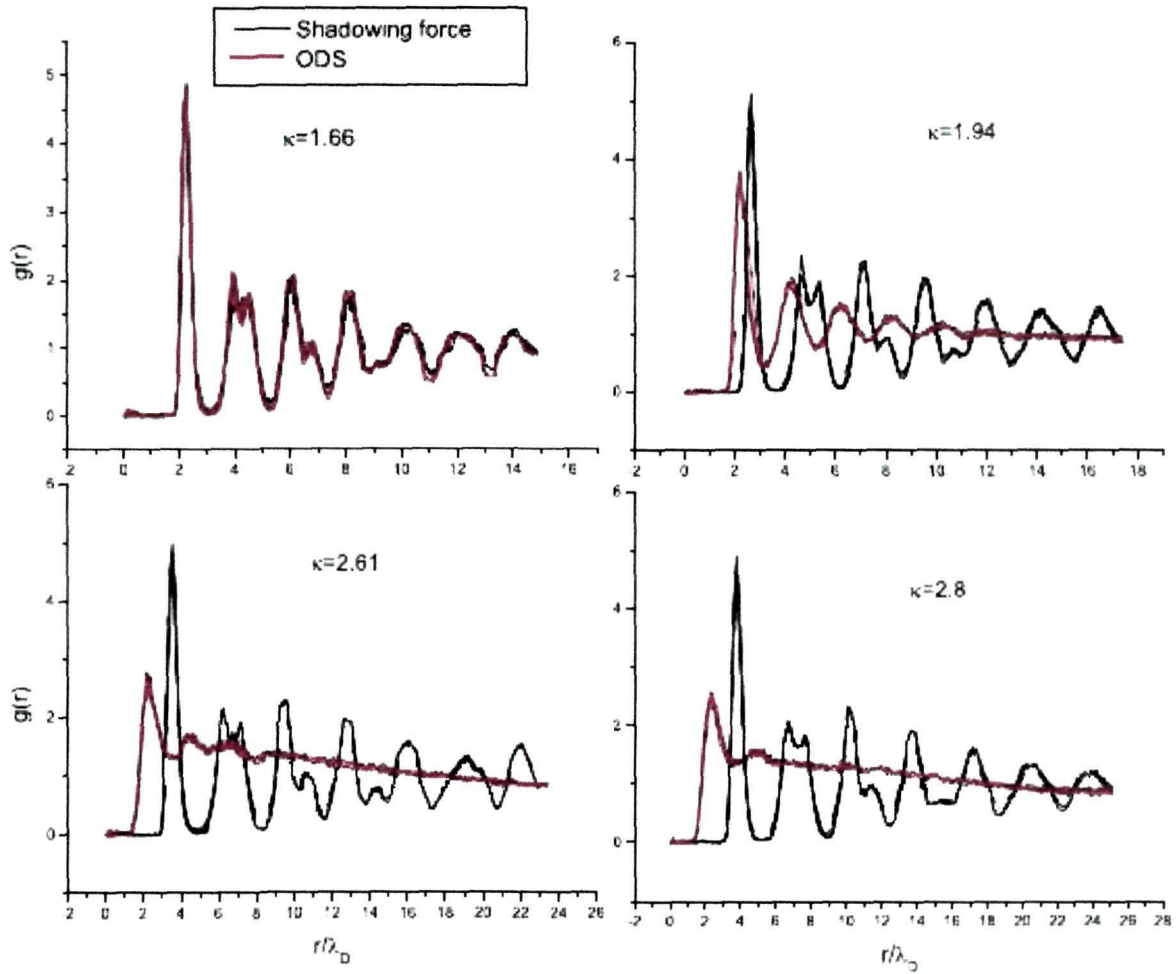 Shadowing force
ODS
κ=1.66
g(r)
5
4
3
2
1
0
-2 0 2 4 6 8 10 12 14 16
κ=1.94
6
4
2
0
-2 0 2 4 6 8 10 12 14 16 18
κ=2.61
g(r)
6
4
2
0
-2 0 2 4 6 8 10 12 14 16 18 20 22 24 26
r/λD
κ=2.8
6
4
2
0
-2 0 2 4 6 8 10 12 14 16 18 20 22 24 26 28
r/λD